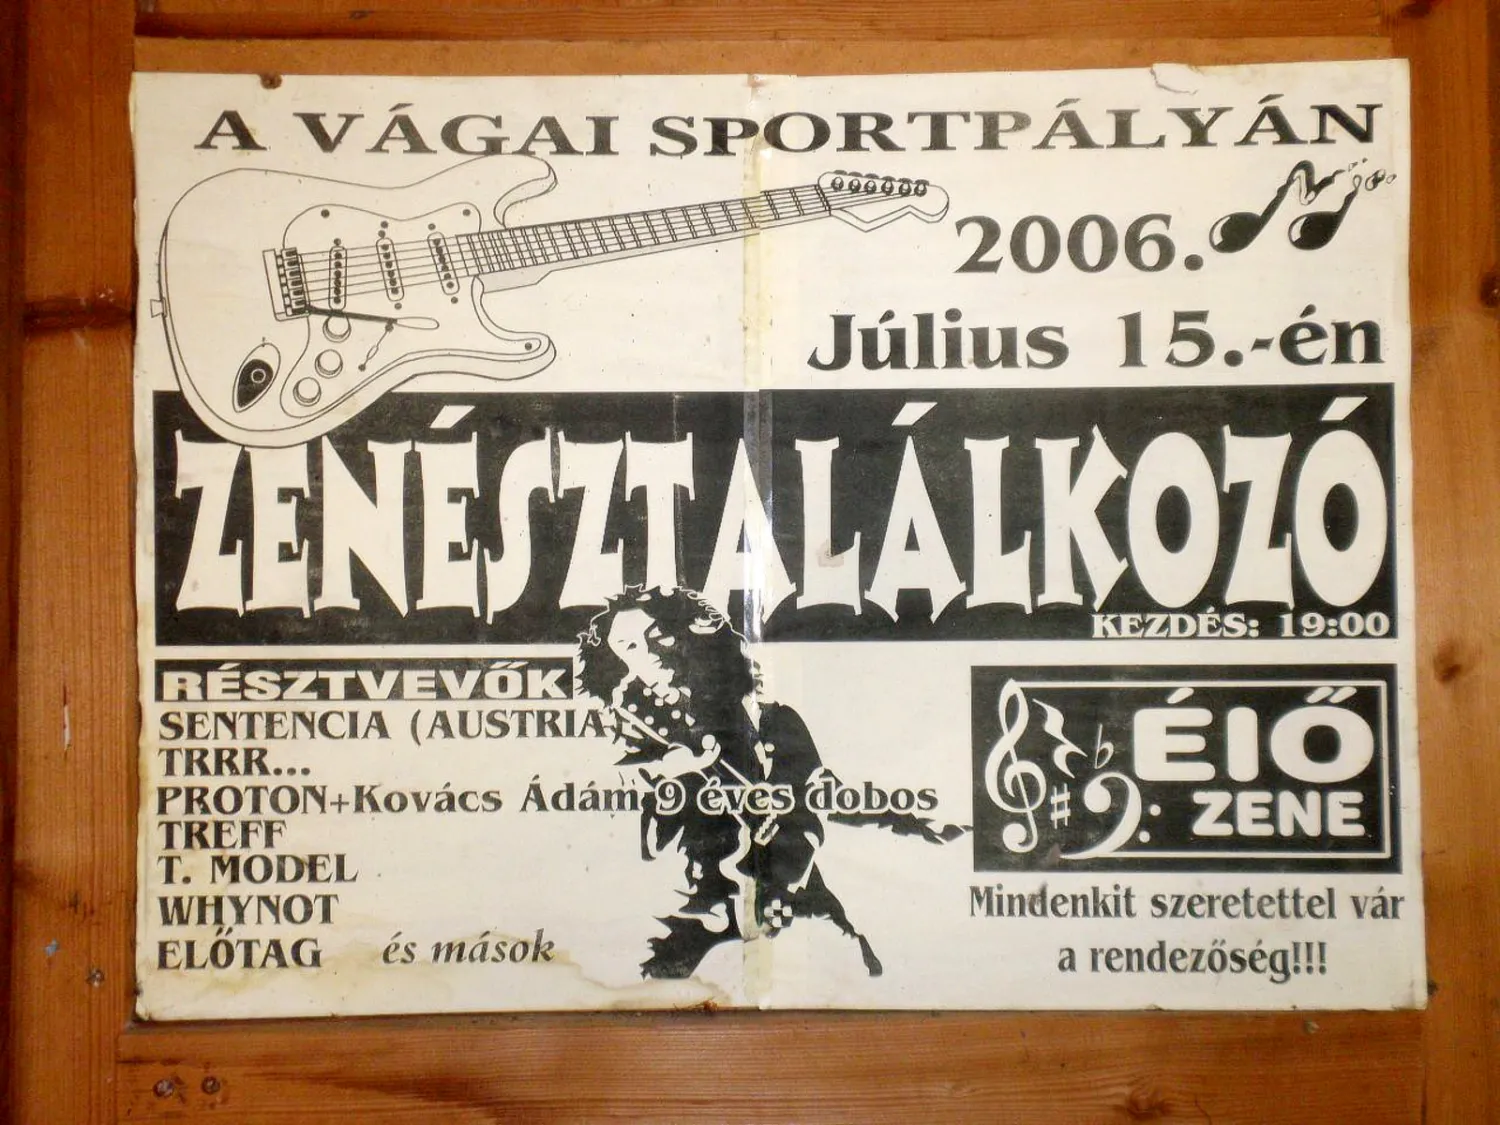 A VÁGAI SPORTPÁLYÁN
2006.
Július 15.-én
ZENÉSZTALÁLKOZÓ
KEZDÉS: 19:00
RÉSZTVEVŐK
SENTENCIA (AUSTRIA)
TRRR...
PROTON+Kovács Ádám 9 éves dobos
TREFF
T. MODEL
WHYNOT
ELŐTAG és mások
ÉlŐ
ZENE
Mindenkit szeretettel vár
a rendezőség!!!